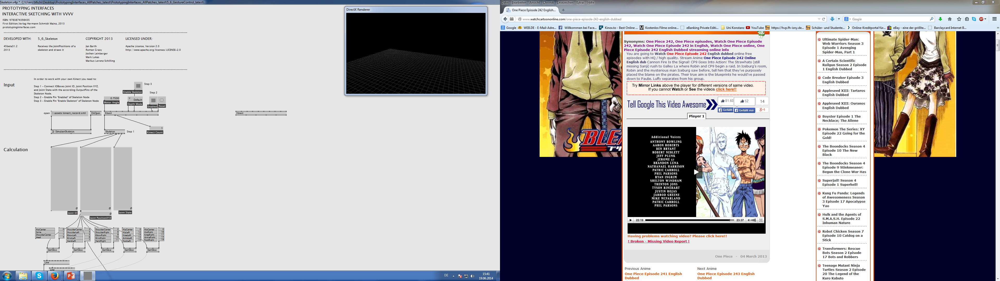 Skeleton.v4p * C:\Users\Michi\Desktop\PrototypingInterfaces_AllPatches_latest\PrototypingInterfaces_AllPatches_latest\5_6_GestureControl_latest\
PROTOTYPING INTERFACES
INTERACTIVE SKETCHING WITH VVVV
ISBN: 9783874398435
First Edition,Verlag Hermann Schmidt Mainz, 2013
prototypinginterfaces.com
DEVELOPED WITH:
45beta31.2
2013
5_6_Skeleton
Receives the JointPositions of a
skeleton and draws it
COPYRIGHT 2013
Jan Barth
Roman Grasy
Jochen Leinberger
Mark Lukas
Markus Lorenz Schilling
LICENSED UNDER:
Apache License, Version 2.0
http://www.apache.org/licenses/LICENSE-2.0
Input
In order to work with your own Kinect you need to:
Step 1 - Connect IOBoxes Joint ID, Joint Position XYZ,
and Joint State with the according OutputPins of the
Skeleton Node.
Step 2 - Enable Pin "Enabled" of Skeleton Node
Step 3 - Enable Pin "Enable Skeleton" of Skeleton Node
Step 3
Enable Skeleton
Step 2
0.7500
Motor Angle
Default
Depth Mode
Enabled
Reset
open
assets\kinect_record.xml
OnOpen
Kinect
Kinect
SimulateSkeleton
Skeleton
Step 1
1
Kinect Count
Calculation
Joint ID
Joint PositionXYZ
Joint State
HipCenter 0
Spine 1
ShoulderCenter 2
Head 3
ShoulderCenter 2
ShoulderLeft 4
ElbowLeft 5
WristLeft 6
HandLeft 7
ShoulderCenter 2
ShoulderRight 8
ElbowRight 9
WristRight 10
HandRight 11
HipCenter 0
HipLeft 12
KneeLeft 13
AnkleLeft 14
FootLeft 15
HipCenter 0
HipRight 16
KneeRight 17
AnkleRight 18
FootRight 19
GetSlice
GetSlice
GetSlice
GetSlice
GetSlice
Line
Line
DirectX Renderer
DE
15:41
19.06.2014
Datei Bearbeiten Ansicht Chronik Lesezeichen Extras Hilfe
One Piece Episode 242 English...
www.watchcartoononline.com/one-piece-episode-242-english-dubbed
Google
Google
WEB.DE - E-Mail-Adre...
Willkommen bei Face...
Kinox.to - Best Online ...
Kostenlos Filme online...
eBanking Private Editi...
Uni Konstanz
YouTube
https://hvp.fh-isny.de...
Schüler- und Studente...
Online-Kreditportal für...
eBay - eine der größte...
Barclaycard Internet B...
Synonyms: One Piece 242, One Piece episodes, Watch One Piece Episode
242, Watch One Piece Episode 242 in English, Watch One Piece online, One
Piece Episode 242 English Dubbed streaming online info
You are going to Watch One Piece Episode 242 English dubbed online free
episodes with HQ / high quality. Stream Anime One Piece Episode 242 Online
English dub Cannon Fire Is the Signal! CP9 Goes Into Action! The Strawhats (still
missing Sanji) rush to Galley La where Robin and CP9 begin a raid. In Iceburg's room,
Robin and the mysterious man Iceburg saw before, tell him that they've purposely
placed the blame on the pirates. Their true aim is the blueprints he would've passed
down to Paulie. Luffy separates from his group.
Try Mirror Links above the player for different versions of same video.
If you cannot Watch or See the videos click here!!
Tell Google This Video Awesome
81.60
Gefällt
52
Gefällt mir
14
+1
Player 1
BLEA
Additional Voices
ANTHONY BOWLING
AARON ROBERTS
BEN BRYANT
ROBERT NEBLETT
JEFF PLUNK
JEROME 57
BRANDON LUNA
NATHANAEL HARRISON
PATRIC CARROLL
PHIL PARSONS
RYAN INGRIM
SHELTON WINDHAM
TRENTON JONS
TYSON RINEHART
JUSTIN ROJAS
JARROD GREENE
MIKE MCFARLAND
PATRIC CARROLL
PHIL PARSONS
22:19
23:37
Having problems watching video? Please click here!!
! Broken - Missing Video Report !
One Piece - 04 March 2013
Previous Anime
One Piece Episode 241 English
Dubbed
Next Anime
One Piece Episode 243 English
Dubbed
Ultimate Spider-Man:
Web Warriors Season 3
Episode 1 Avenging
Spider-Man, Part 1
A Certain Scientific
Railgun Season 2 Episode
1 English Dubbed
Code Breaker Episode 3
English Dubbed
Appleseed XIII: Tartaros
English Dubbed
Appleseed XIII: Ouranos
English Dubbed
Boyster Episode 1 The
Necklace; The Aliene
Pokemon The Series: XY
Episode 22 Going for the
Gold!
The Boondocks Season 4
Episode 10 The New
Black
The Boondocks Season 4
Episode 9 Stinkmeaner:
Begun the Clone War Has
Superjail! Season 4
Episode 1 Superhell!
Kung Fu Panda: Legends
of Awesomeness Season
3 Episode 17 Apocalypse
Yao
Hulk and the Agents of
S.M.A.S.H. Episode 22
Inhuman Nature
Robot Chicken Season 7
Episode 10 Catdog on a
Stick
Transformers: Rescue
Bots Season 2 Episode
17 Bots and Robbers
Teenage Mutant Ninja
Turtles Season 2 Episode
20 The Legend of the
Kuro Kabuto